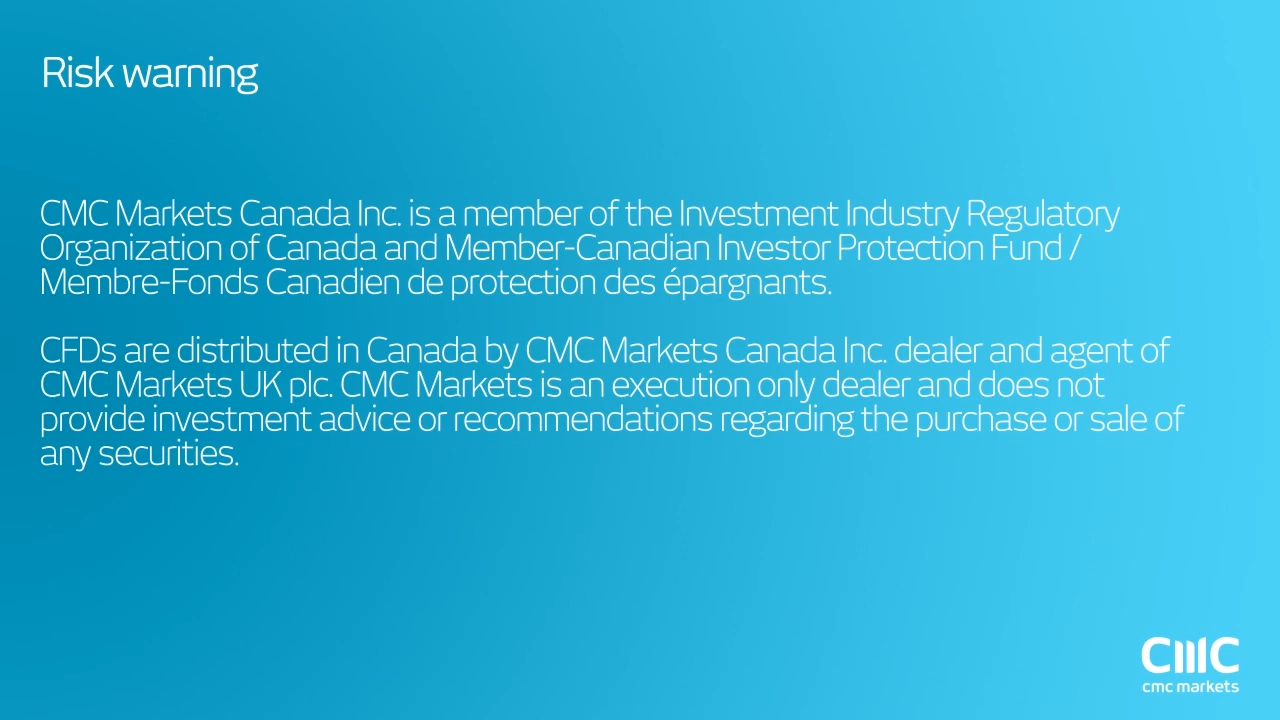 Risk warning
CMC Markets Canada Inc. is a member of the Investment Industry Regulatory
Organization of Canada and Member-Canadian Investor Protection Fund /
Membre-Fonds Canadien de protection des épargnants.
CFDs are distributed in Canada by CMC Markets Canada Inc. dealer and agent of
CMC Markets UK plc. CMC Markets is an execution only dealer and does not
provide investment advice or recommendations regarding the purchase or sale of
any securities.
CMC
cmc markets